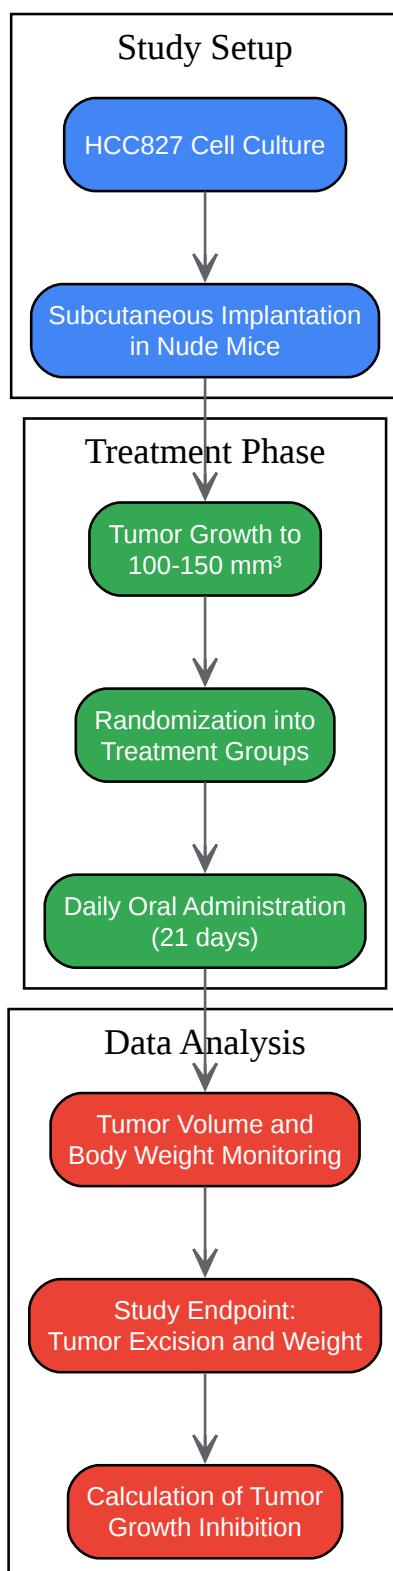 Study Setup
HCC827 Cell Culture
Subcutaneous Implantation
in Nude Mice
Treatment Phase
Tumor Growth to
100-150 mm³
Randomization into
Treatment Groups
Daily Oral Administration
(21 days)
Data Analysis
Tumor Volume and
Body Weight Monitoring
Study Endpoint:
Tumor Excision and Weight
Calculation of Tumor
Growth Inhibition